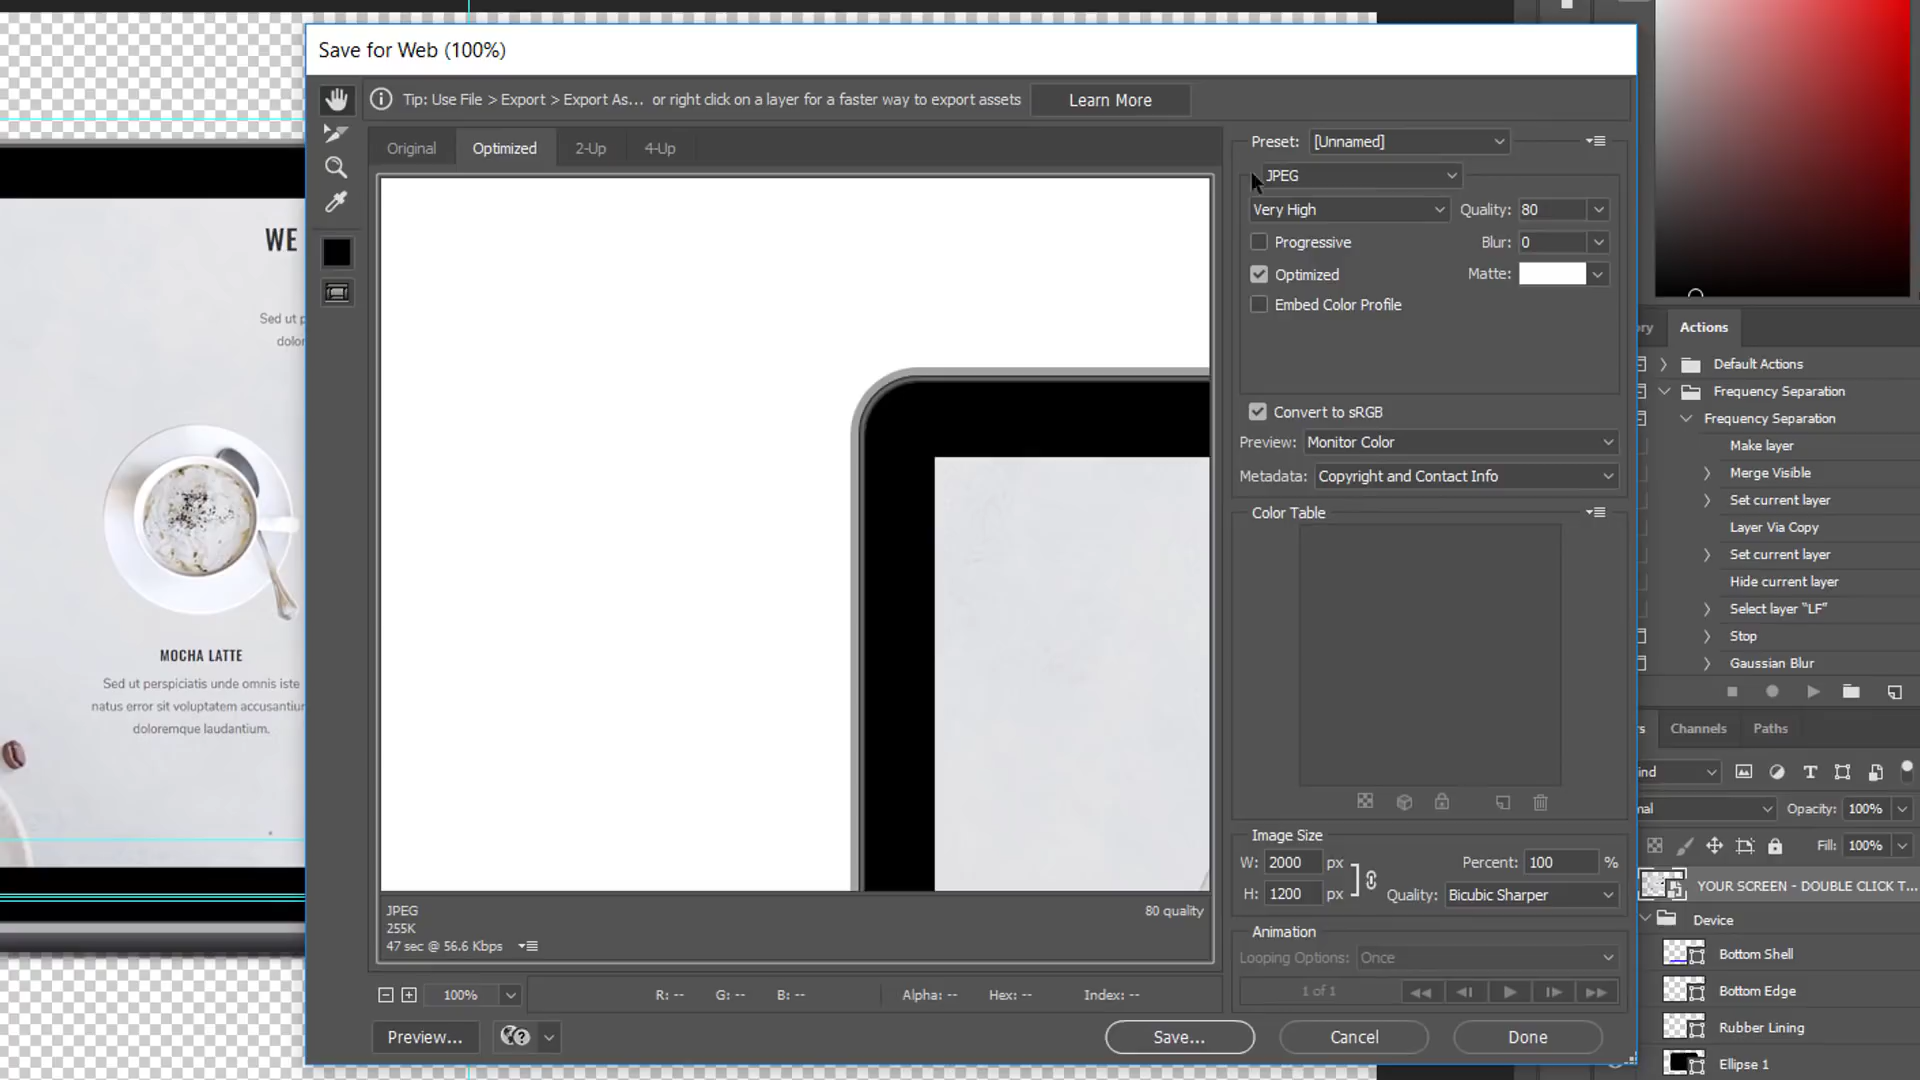 Save for Web (100%)
Tip: Use File > Export > Export As... or right click on a layer for a faster way to export assets
Learn More
Original
Optimized
2-Up
4-Up
Preset: [Unnamed]
JPEG
Very High
Quality: 80
Progressive
Blur: 0
Optimized
Matte:
Embed Color Profile
Convert to sRGB
Preview: Monitor Color
Metadata: Copyright and Contact Info
Color Table
Image Size
W: 2000 px
Percent: 100 %
H: 1200 px
Quality: Bicubic Sharper
Animation
Looping Options: Once
1 of 1
JPEG
255K
47 sec @ 56.6 Kbps
80 quality
100%
R: --
G: --
B: --
Alpha: --
Hex: --
Index: --
Preview...
Save...
Cancel
Done
WE
Sed ut p
dolor
MOCHA LATTE
Sed ut perspiciatis unde omnis iste
natus error sit voluptatem accusantiu
doloremque laudantium.
ry
Actions
Default Actions
Frequency Separation
Frequency Separation
Make layer
Merge Visible
Set current layer
Layer Via Copy
Set current layer
Hide current layer
Select layer "LF"
Stop
Gaussian Blur
rs
Channels
Paths
ind
mal
Opacity: 100%
Fill: 100%
YOUR SCREEN - DOUBLE CLICK T...
Device
Bottom Shell
Bottom Edge
Rubber Lining
Ellipse 1